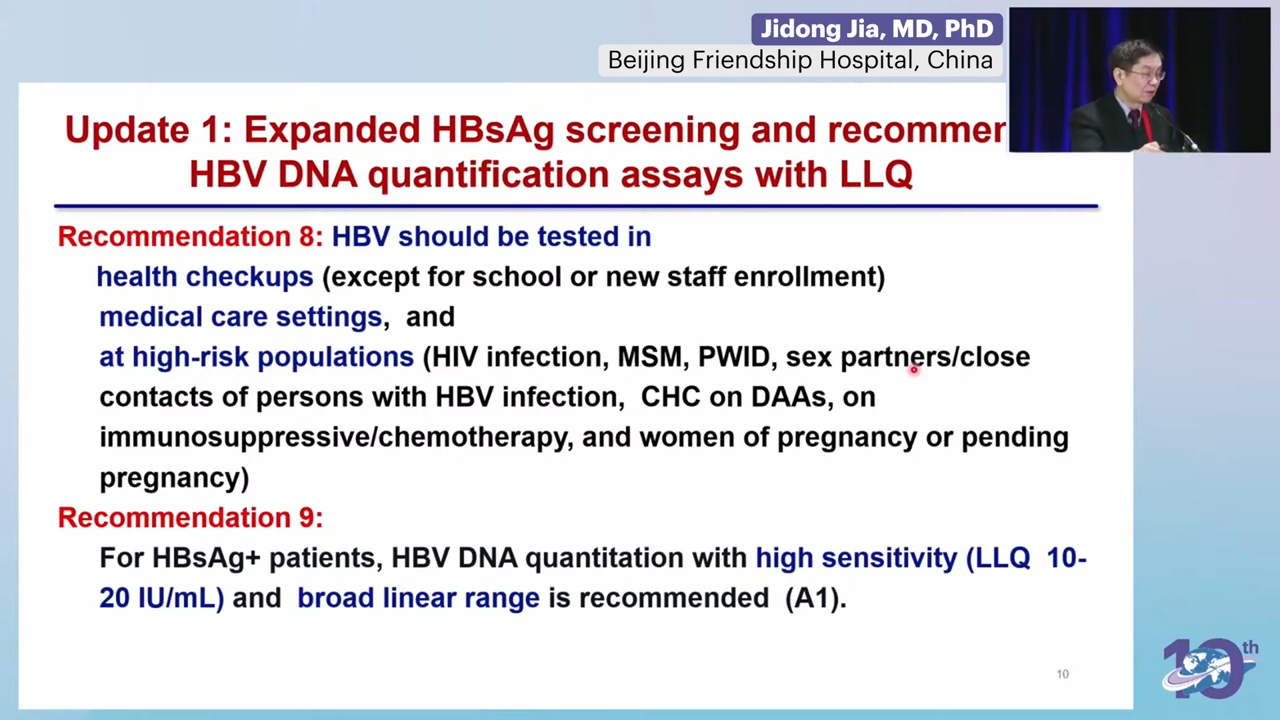 Jidong Jia, MD, PhD
Beijing Friendship Hospital, China
Update 1: Expanded HBsAg screening and recommen
HBV DNA quantification assays with LLQ
Recommendation 8: HBV should be tested in
health checkups (except for school or new staff enrollment)
medical care settings, and
at high-risk populations (HIV infection, MSM, PWID, sex partners/close
contacts of persons with HBV infection, CHC on DAAs, on
immunosuppressive/chemotherapy, and women of pregnancy or pending
pregnancy)
Recommendation 9:
For HBsAg+ patients, HBV DNA quantitation with high sensitivity (LLQ 10-
20 IU/mL) and broad linear range is recommended (A1).
10
10th